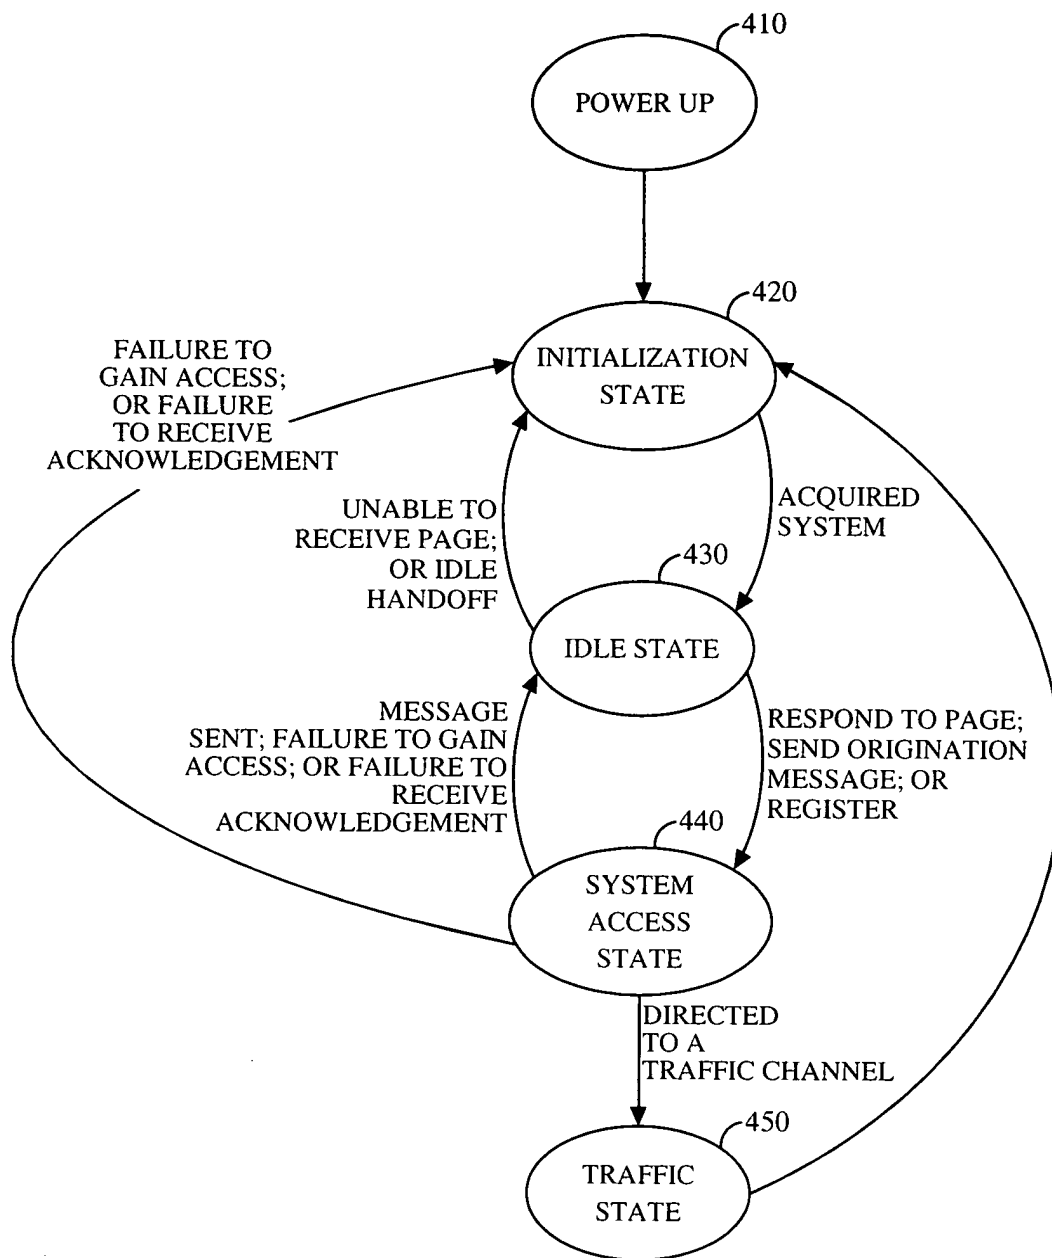 410
POWER UP
420
INITIALIZATION
STATE
FAILURE TO
GAIN ACCESS;
OR FAILURE
TO RECEIVE
ACKNOWLEDGEMENT
UNABLE TO
RECEIVE PAGE;
OR IDLE
HANDOFF
ACQUIRED
SYSTEM
430
IDLE STATE
MESSAGE
SENT; FAILURE TO GAIN
ACCESS; OR FAILURE TO
RECEIVE
ACKNOWLEDGEMENT
RESPOND TO PAGE;
SEND ORIGINATION
MESSAGE; OR
REGISTER
440
SYSTEM
ACCESS
STATE
DIRECTED
TO A
TRAFFIC CHANNEL
450
TRAFFIC
STATE